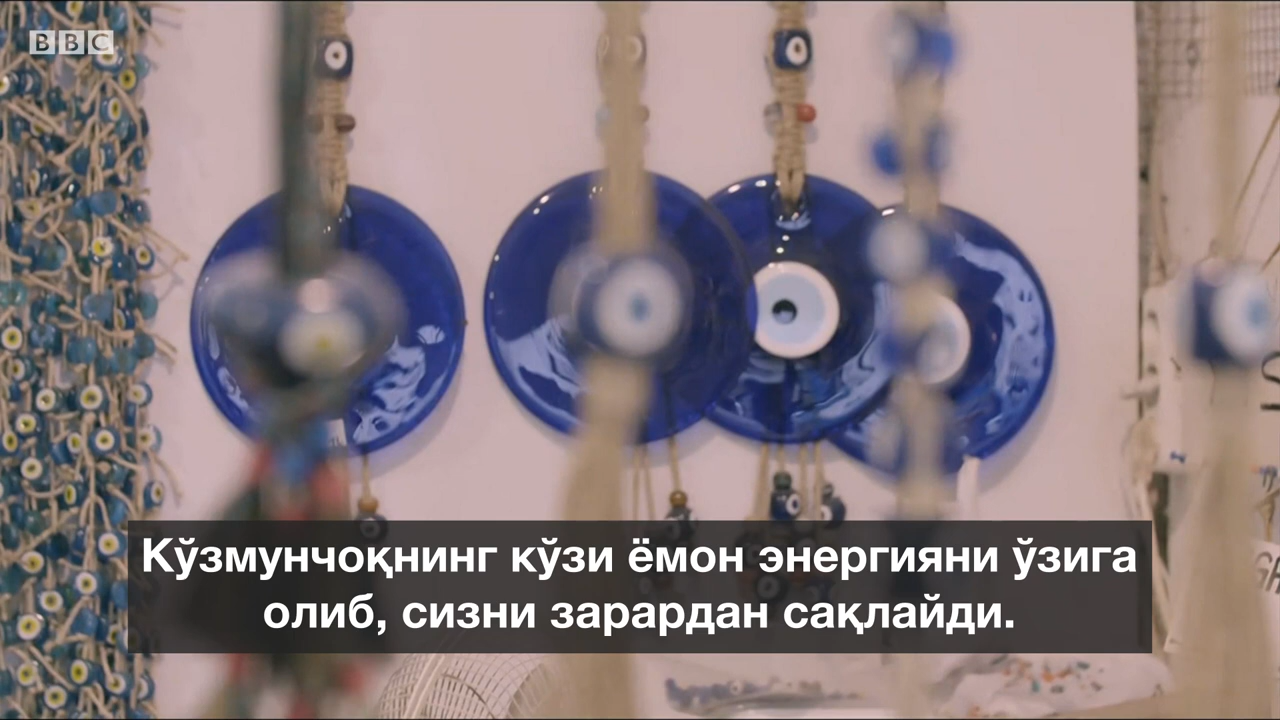 BBC
Кўзмунчоқнинг кўзи ёмон энергияни ўзига
олиб, сизни зарардан сақлайди.